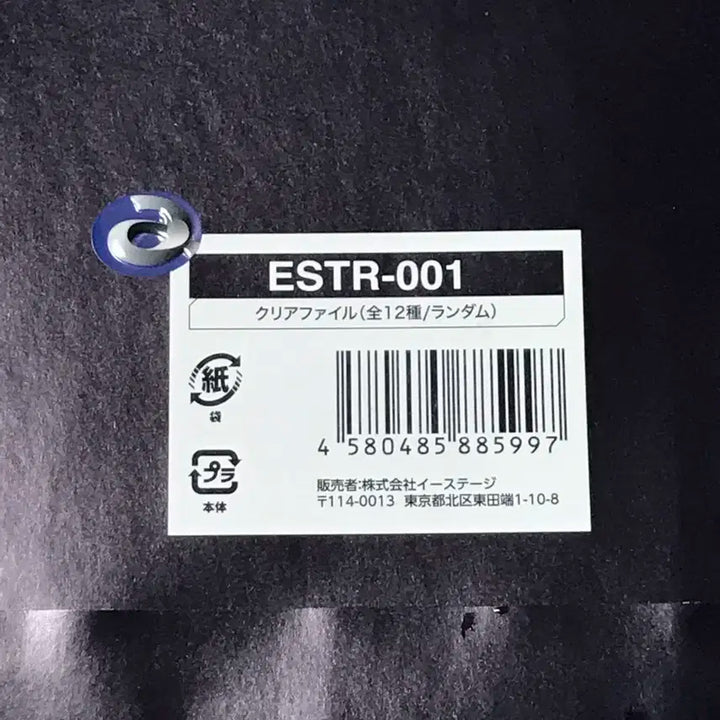 ESTR-001
クリアファイル(全12種/ランダム)
紙
袋
プラ
本体
4 580485 885997
販売者:株式会社イーステージ
〒114-0013 東京都北区東田端1-10-8